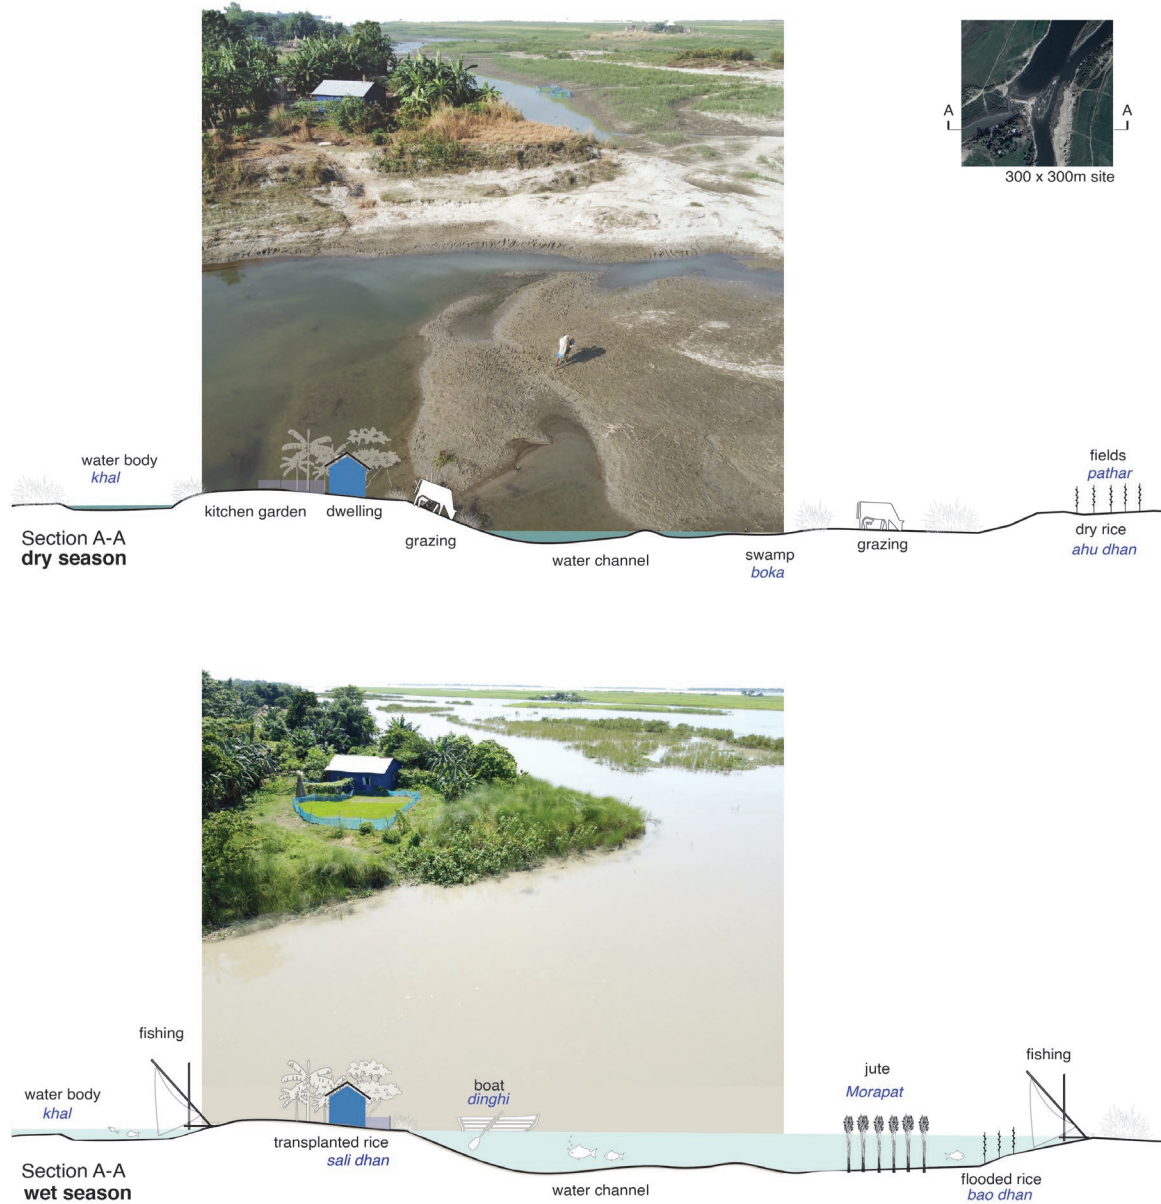 A
A
300 x 300m site
water body
khal
kitchen garden
dwelling
grazing
water channel
swamp
boka
grazing
fields
pathar
dry rice
ahu dhan
Section A-A
dry season
fishing
water body
khal
transplanted rice
sali dhan
boat
dinghi
water channel
jute
Morapat
fishing
flooded rice
bao dhan
Section A-A
wet season